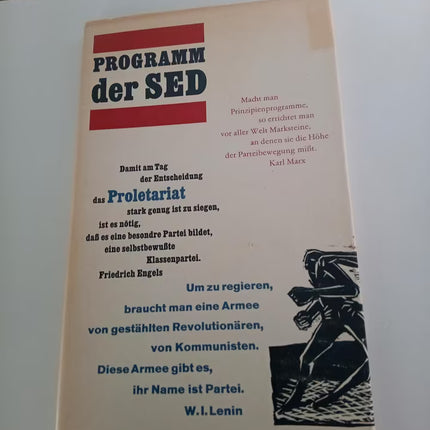 PROGRAMM
der SED
Macht man
Prinzipienprogramme,
so errichtet man
vor aller Welt Marksteine,
an denen sie die Höhe
der Parteibewegung mißt.
Karl Marx
Damit am Tag
der Entscheidung
das Proletariat
stark genug ist zu siegen,
ist es nötig,
daß es eine besondre Partei bildet,
eine selbstbewußte
Klassenpartei.
Friedrich Engels
Um zu regieren,
braucht man eine Armee
von gestählten Revolutionären,
von Kommunisten.
Diese Armee gibt es,
ihr Name ist Partei.
W. I. Lenin